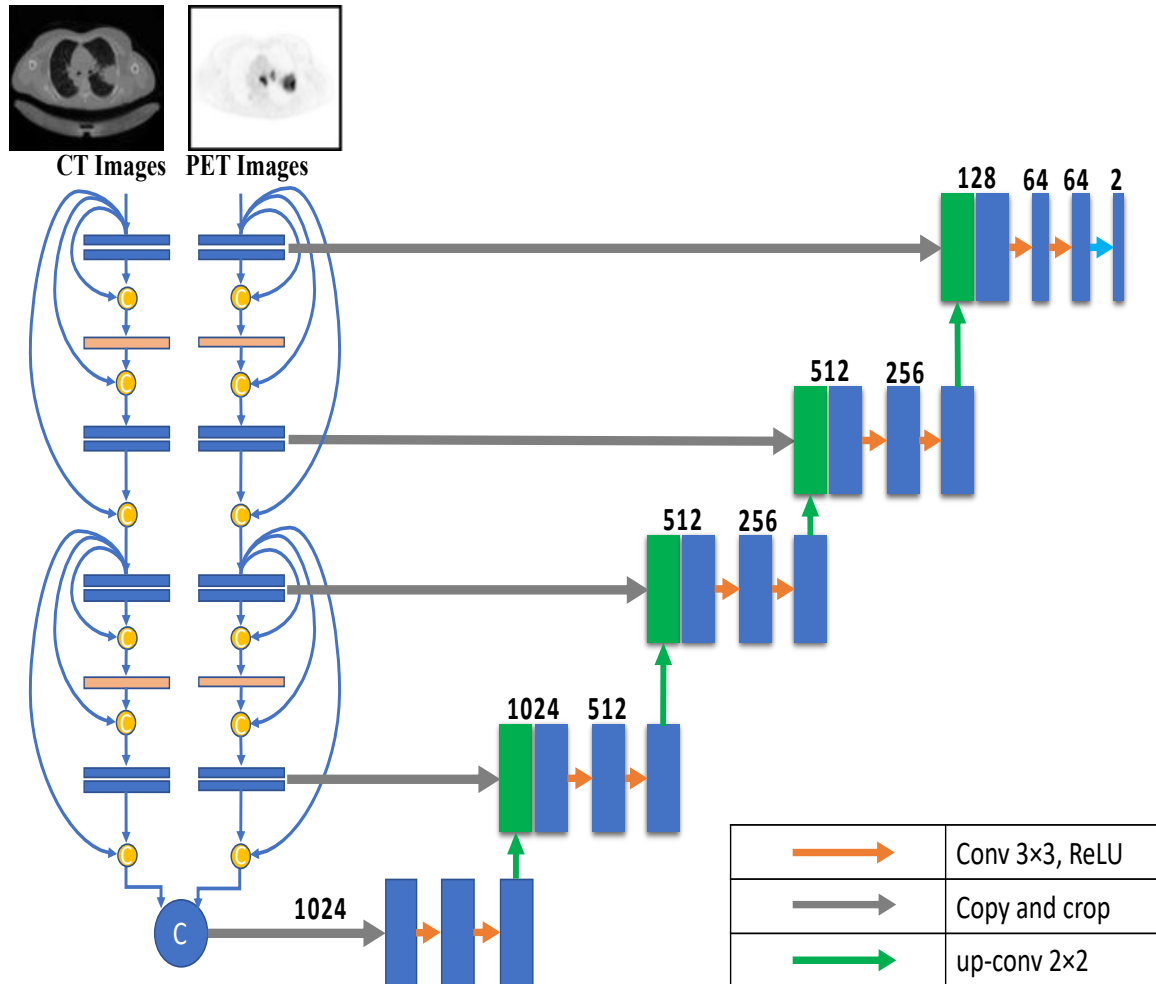 CT Images
PET Images
128
64
64
2
C
C
C
C
512
256
C
C
512
256
C
C
C
C
1024
512
C
C
C
1024
Conv 3×3, ReLU
Copy and crop
up-conv 2×2